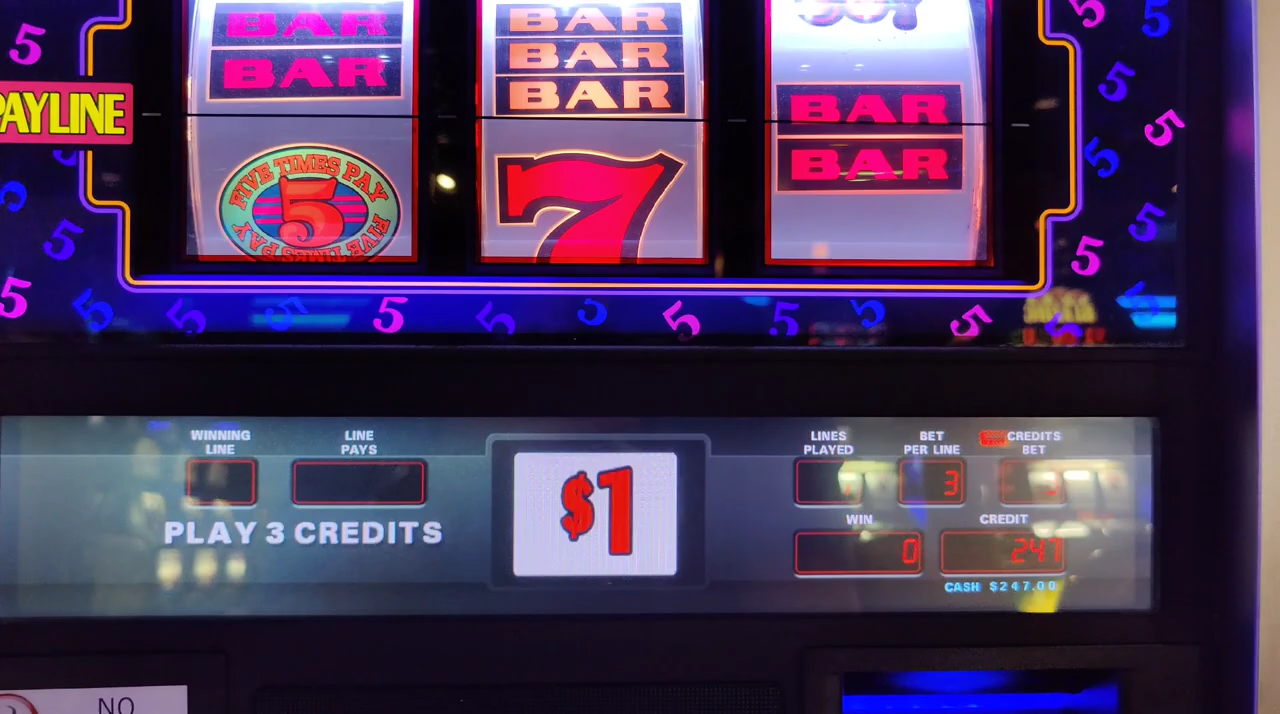 BAR
BAR
BAR
BAR
BAR
PAYLINE
BAR
BAR
FIVE TIMES PAY
5
FIVE TIMES PAY
7
WINNING
LINE
LINE
PAYS
PLAY 3 CREDITS
$1
LINES
PLAYED
BET
PER LINE
3
CREDITS
BET
WIN
0
CREDIT
247
CASH $247.00
NO